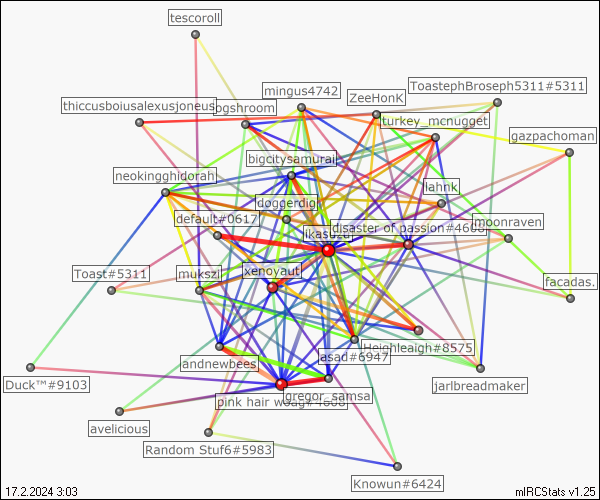 tescoroll
mingus4742
ToastephBroseph5311#5311
ZeeHonK
thiccusboiusalexusjoneus
ogshroom
turkey_mcnugget
gazpachoman
bigcitysamurai
neokingghidorah
lahnk
doggerdig
default#0617
moonraven
disaster of passion#4608
ikasuza
Toast#5311
mukszi
xenoyaut
facadas.
Heighleaigh#8575
asad#6947
andnewbees
Duck™#9103
jarlbreadmaker
gregor_samsa
pink hair woag#4608
avelicious
Random Stuf6#5983
Knowun#6424
17.2.2024 3:03
mIRCStats v1.25